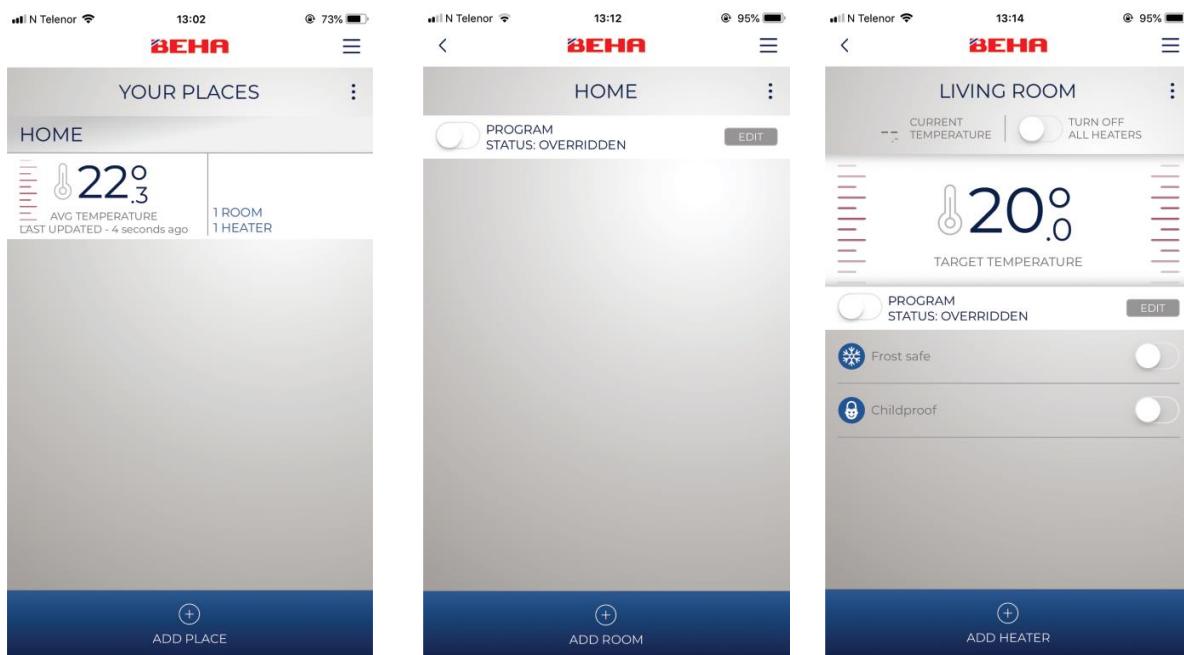 N Telenor 13:02 73%
BEHA
YOUR PLACES
HOME
22°.3
AVG TEMPERATURE
LAST UPDATED - 4 seconds ago
1 ROOM
1 HEATER
ADD PLACE
N Telenor 13:12 95%
BEHA
HOME
PROGRAM
STATUS: OVERRIDDEN
EDIT
ADD ROOM
N Telenor 13:14 95%
BEHA
LIVING ROOM
--.- CURRENT
TEMPERATURE
TURN OFF
ALL HEATERS
20°.0
TARGET TEMPERATURE
PROGRAM
STATUS: OVERRIDDEN
EDIT
Frost safe
Childproof
ADD HEATER